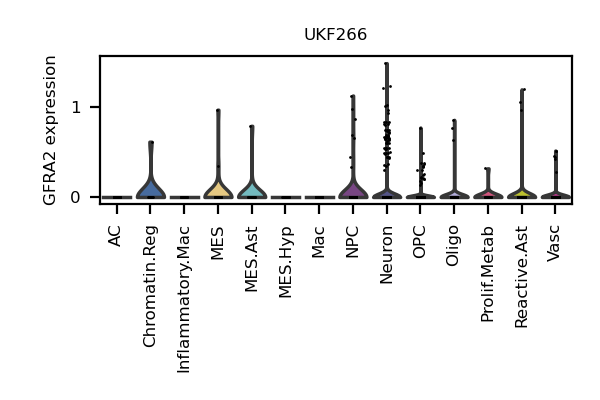 UKF266
GFRA2 expression
1
0
AC
Chromatin.Reg
Inflammatory.Mac
MES
MES.Ast
MES.Hyp
Mac
NPC
Neuron
OPC
Oligo
Prolif.Metab
Reactive.Ast
Vasc